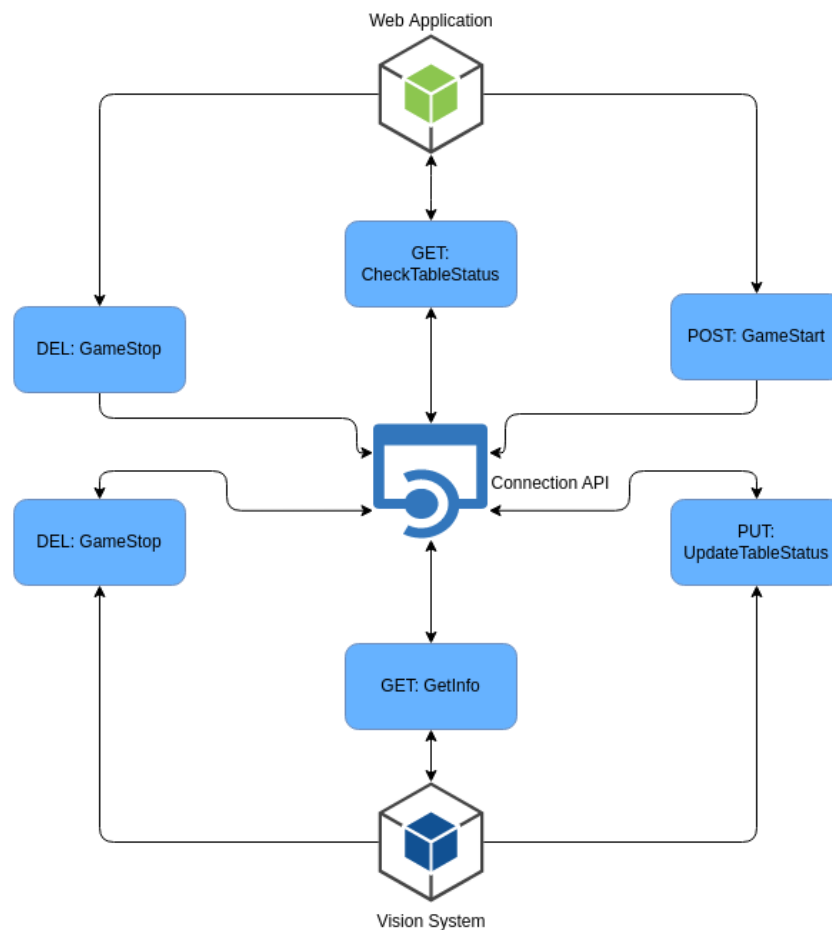 Web Application
GET:
CheckTableStatus
DEL: GameStop
POST: GameStart
Connection API
DEL: GameStop
PUT:
UpdateTableStatus
GET: GetInfo
Vision System